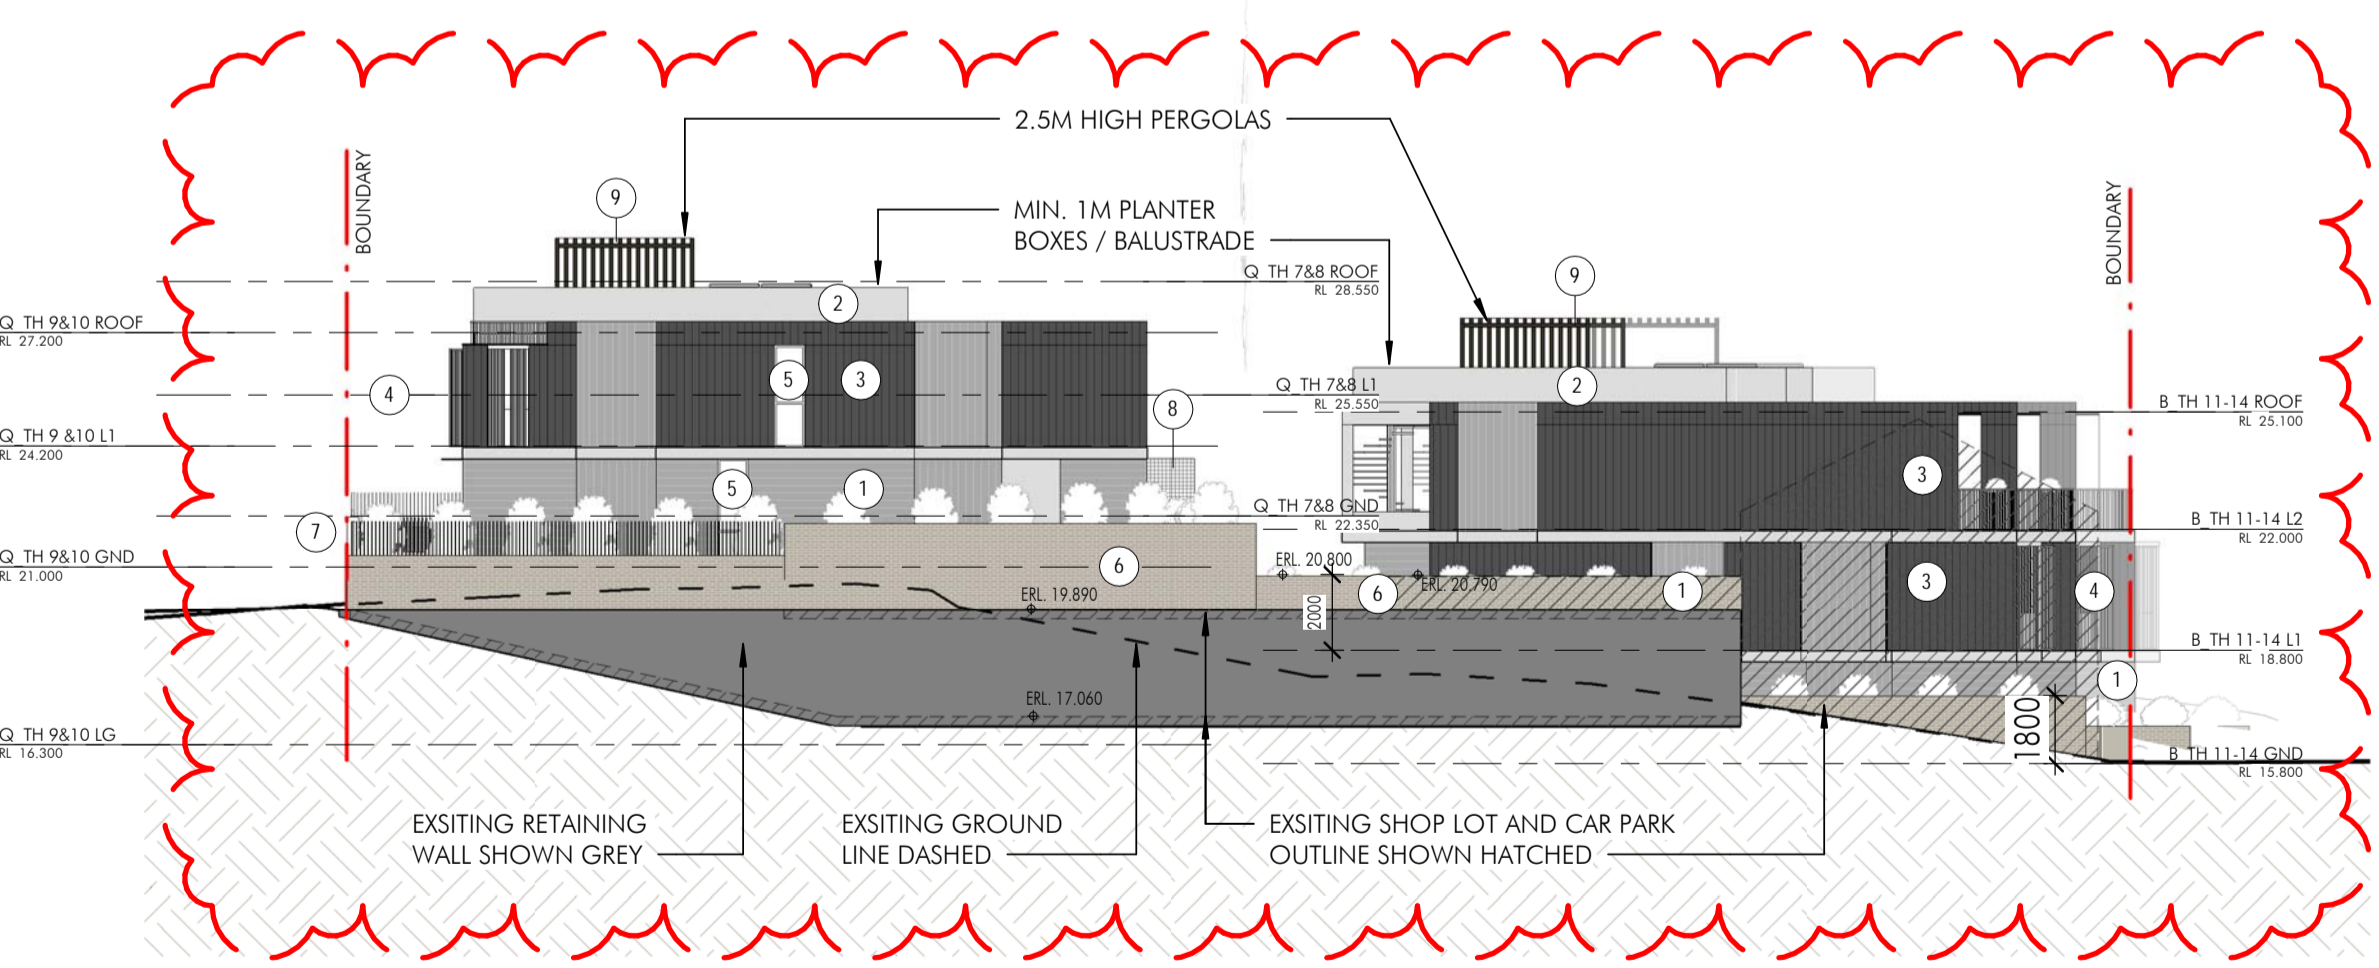 2.5M HIGH PERGOLAS
BOUNDARY
BOUNDARY
9
MIN. 1M PLANTER
BOXES / BALUSTRADE
Q TH 7&8 ROOF
RL 28.550
9
2
Q TH 9&10 ROOF
RL 27.200
5
3
4
Q TH 7&8 L1
RL 25.550
2
8
B TH 11-14 ROOF
RL 25.100
Q TH 9 &10 L1
RL 24.200
5
1
3
7
Q TH 7&8 GND
RL 22.350
B TH 11-14 L2
RL 22.000
Q TH 9&10 GND
RL 21.000
6
ERL. 20.800
ERL. 20.790
ERL. 19.890
6
2000
1
3
4
B TH 11-14 L1
RL 18.800
1
ERL. 17.060
1800
Q TH 9&10 LG
RL 16.300
B TH 11-14 GND
RL 15.800
EXSITING RETAINING
WALL SHOWN GREY
EXSITING GROUND
LINE DASHED
EXSITING SHOP LOT AND CAR PARK
OUTLINE SHOWN HATCHED